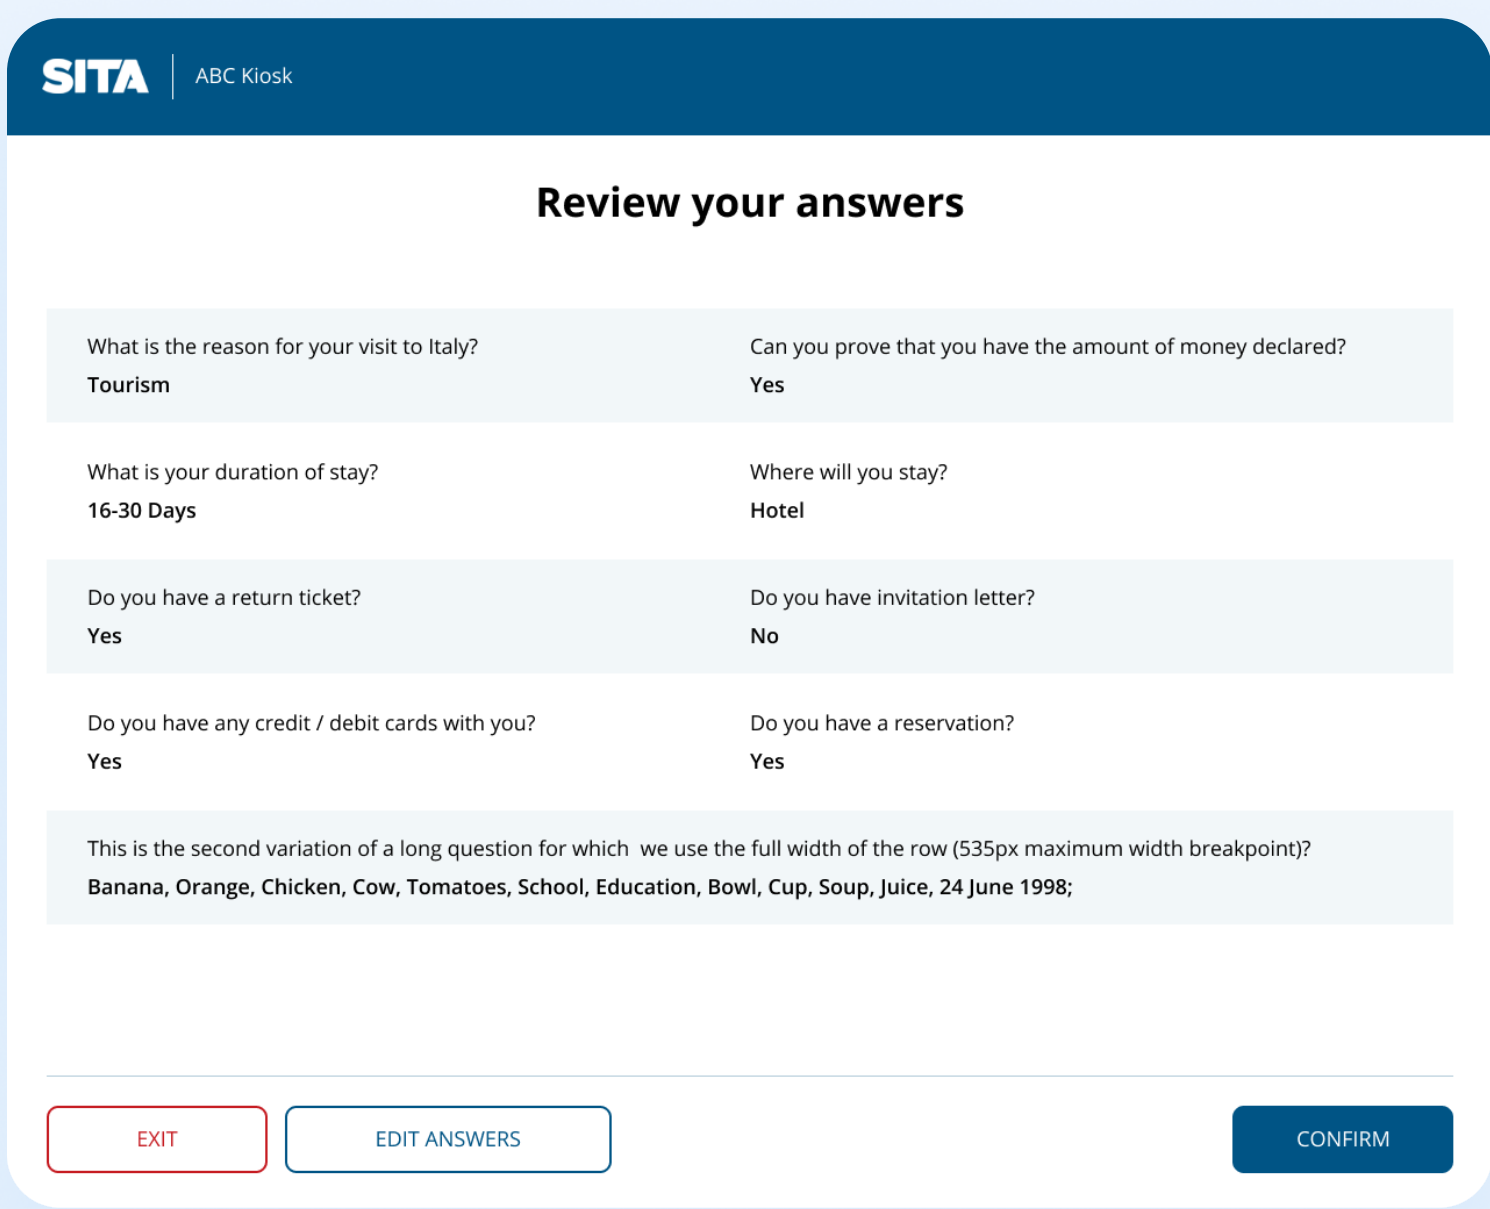 SITA ABC Kiosk
Review your answers
What is the reason for your visit to Italy?
Tourism
Can you prove that you have the amount of money declared?
Yes
What is your duration of stay?
16-30 Days
Where will you stay?
Hotel
Do you have a return ticket?
Yes
Do you have invitation letter?
No
Do you have any credit / debit cards with you?
Yes
Do you have a reservation?
Yes
This is the second variation of a long question for which  we use the full width of the row (535px maximum width breakpoint)?
Banana, Orange, Chicken, Cow, Tomatoes, School, Education, Bowl, Cup, Soup, Juice, 24 June 1998;
EXIT
EDIT ANSWERS
CONFIRM